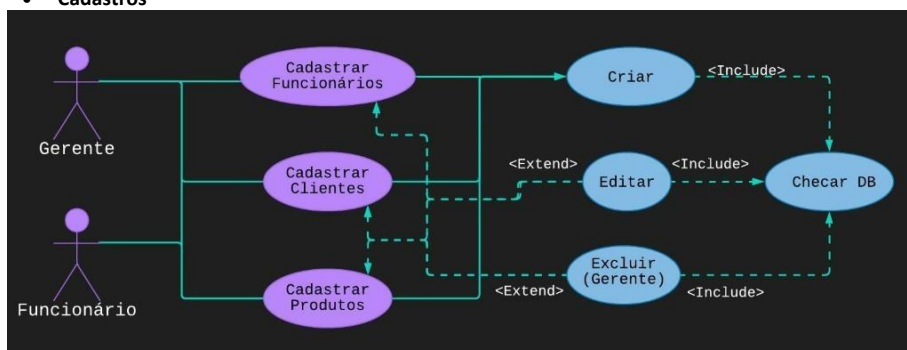 • Cadastros
Cadastrar
Funcionários
Criar
<Include>
Gerente
Cadastrar
Clientes
<Extend>
Editar
<Include>
Checar DB
Funcionário
Cadastrar
Produtos
<Extend>
Excluir
(Gerente)
<Include>